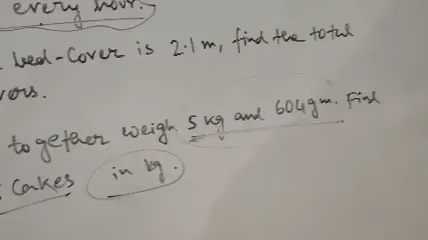 every hour.
bed-Cover is 2.1 m, find the total
together weigh 5 kg and 604 gm. Find
Cakes in kg.